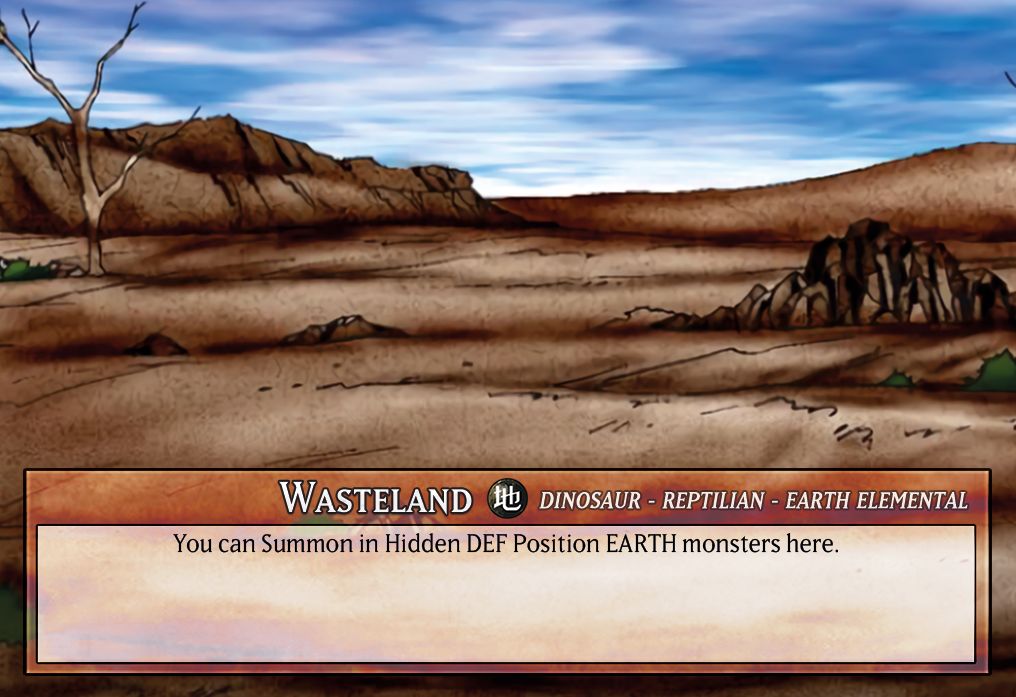 Wasteland 地 DINOSAUR - REPTILIAN - EARTH ELEMENTAL
You can Summon in Hidden DEF Position EARTH monsters here.